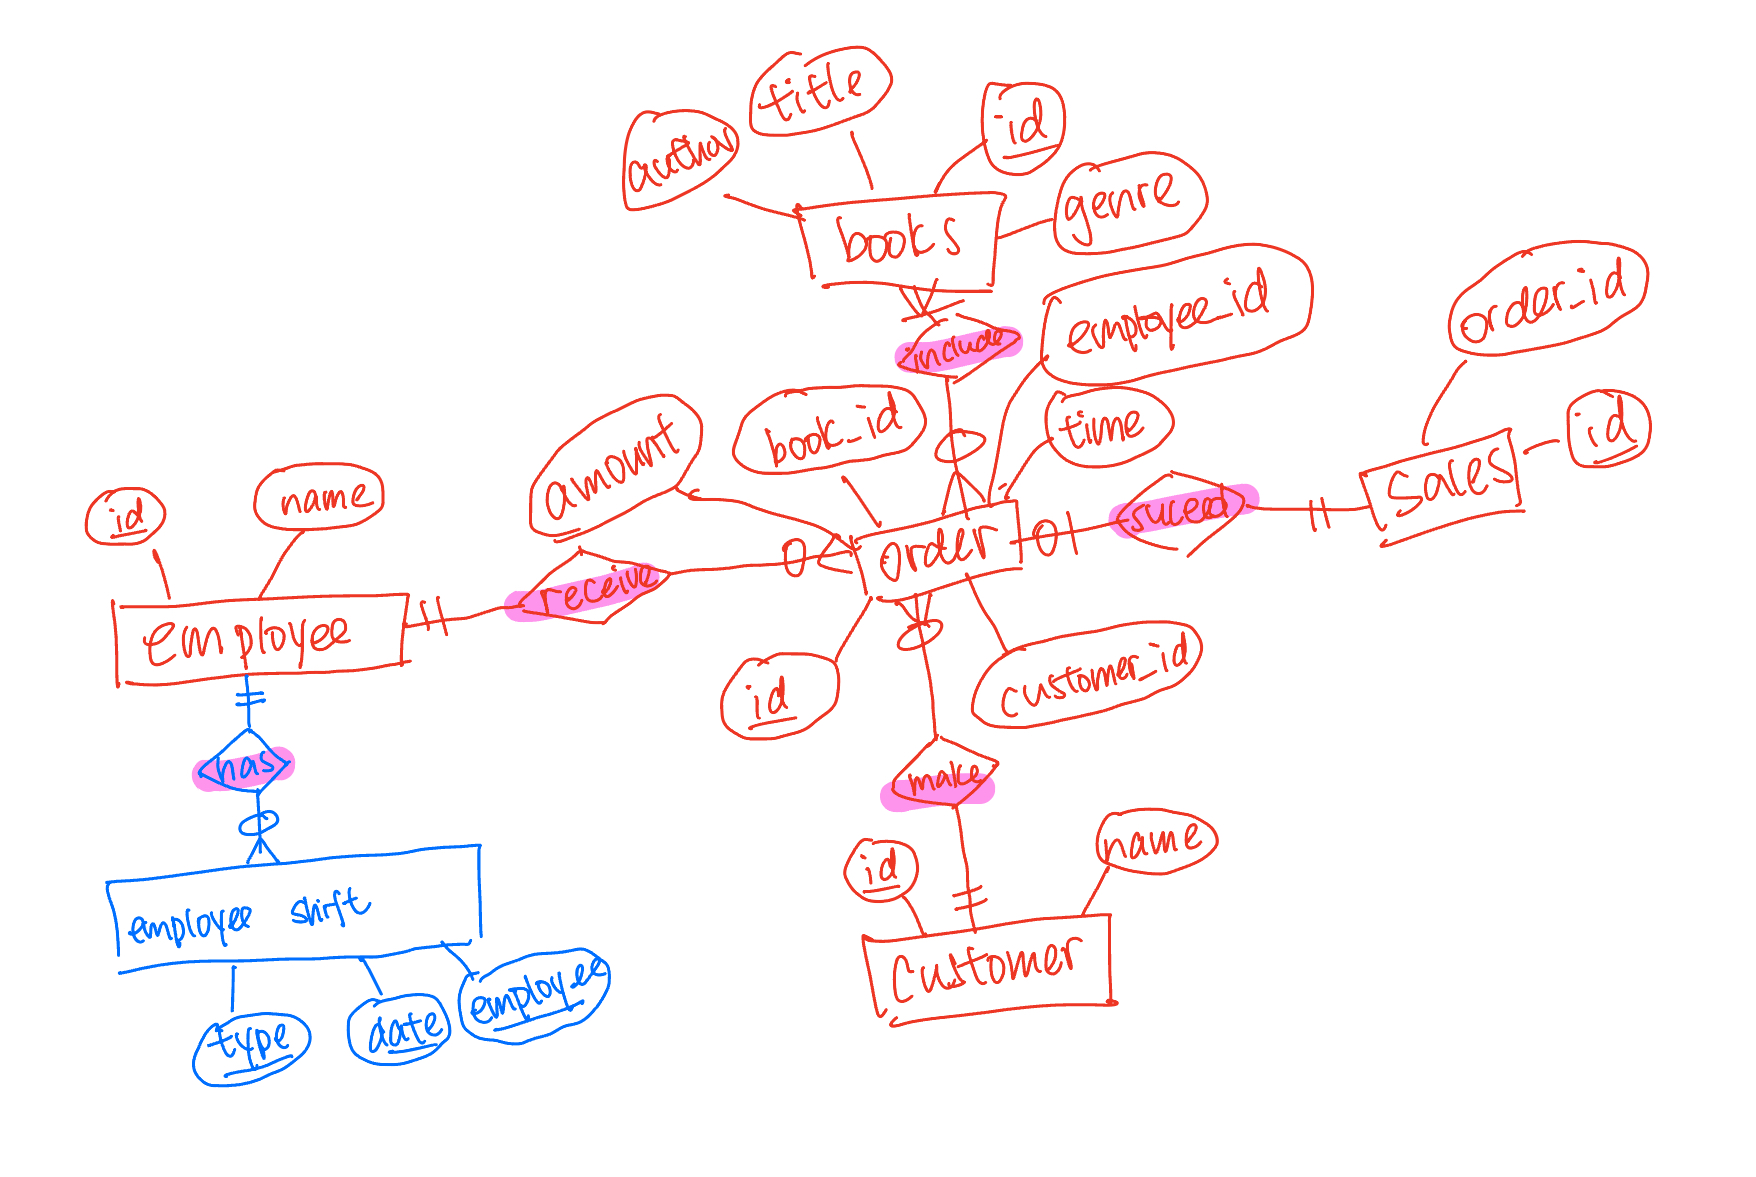 title
id
author
genre
books
employee_id
order_id
include
book_id
time
id
amount
sales
name
id
suceed
order
receive
employee
id
customer_id
has
make
name
id
employee shift
customer
employee
type
date